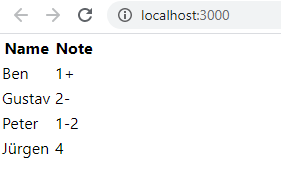 localhost:3000
Name Note
Ben 1+
Gustav 2-
Peter 1-2
Jürgen 4